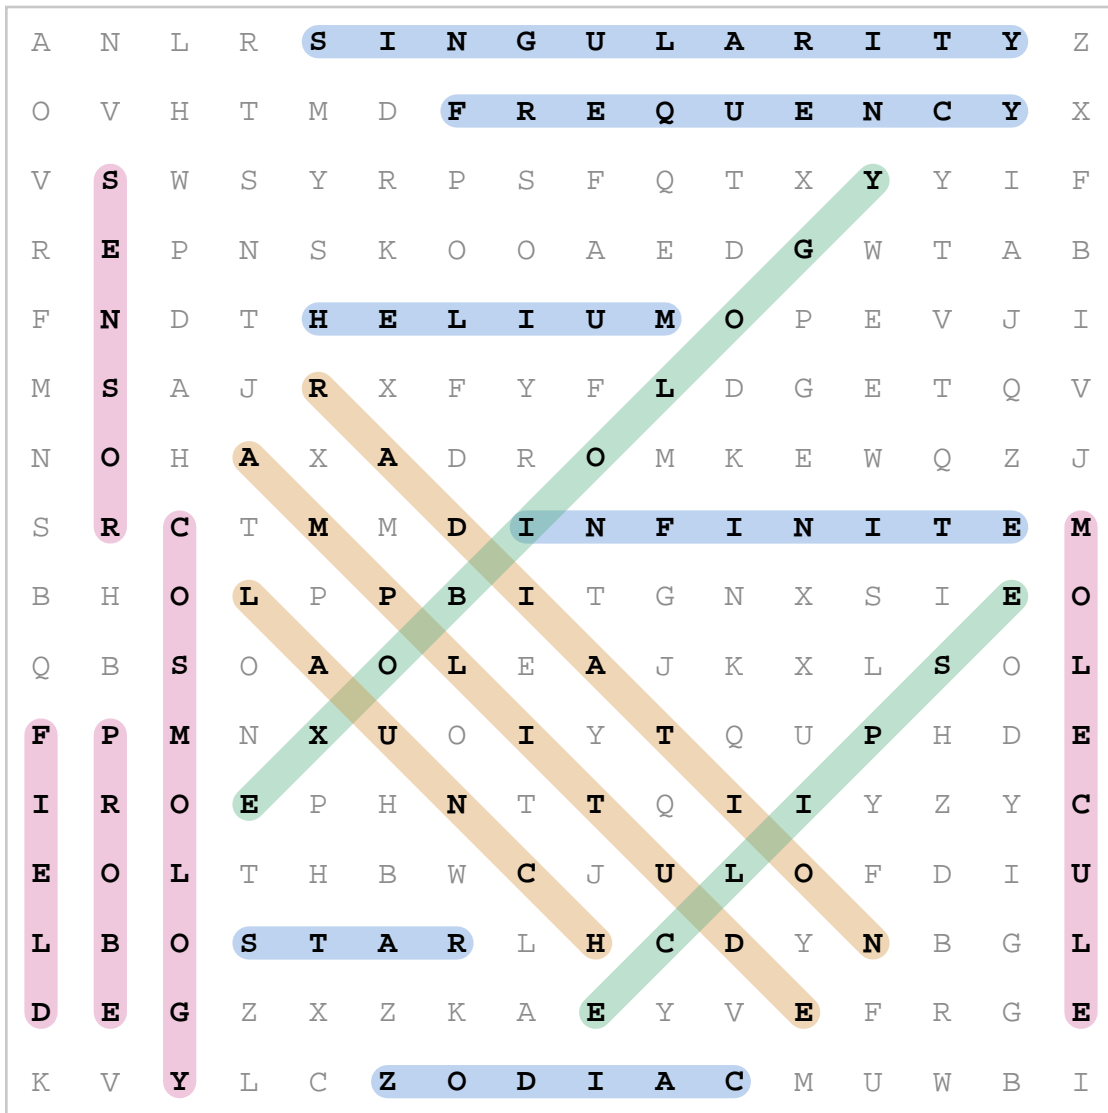 A N L R S I N G U L A R I T Y Z
O V H T M D F R E Q U E N C Y X
V S W S Y R P S F Q T X Y Y I F
R E P N S K O O A E D G W T A B
F N D T H E L I U M O P E V J I
M S A J R X F Y F L D G E T Q V
N O H A X A D R O M K E W Q Z J
S R C T M M D I N F I N I T E M
B H O L P P B I T G N X S I E O
Q B S O A O L E A J K X L S O L
F P M N X U O I Y T Q U P H D E
I R O E P H N T T Q I I Y Z Y C
E O L T H B W C J U L O F D I U
L B O S T A R L H C D Y N B G L
D E G Z X Z K A E Y V E F R G E
K V Y L C Z O D I A C M U W B I